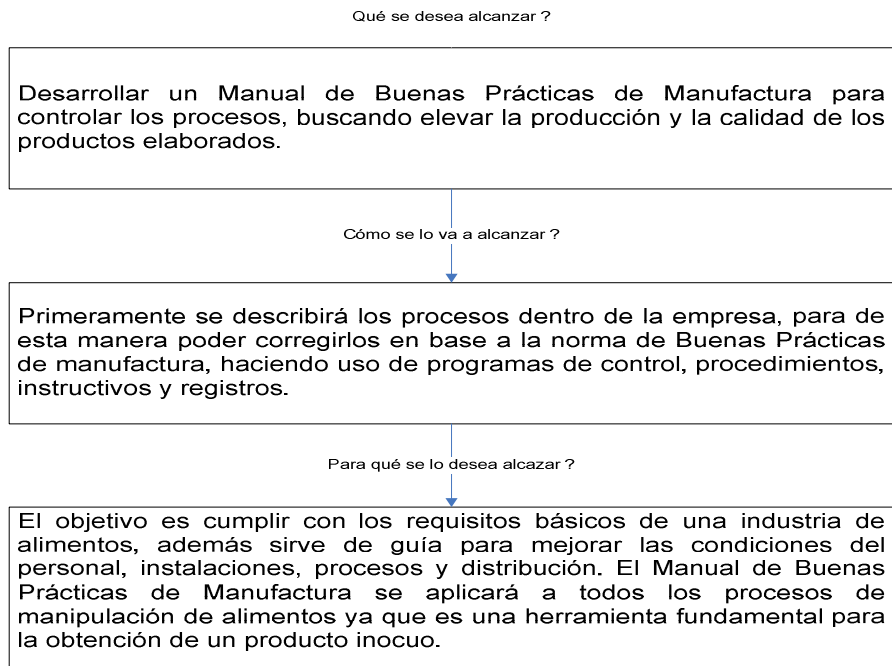 Qué se desea alcanzar ?
Desarrollar un Manual de Buenas Prácticas de Manufactura para
controlar los procesos, buscando elevar la producción y la calidad de los
productos elaborados.
Cómo se lo va a alcanzar ?
Primeramente se describirá los procesos dentro de la empresa, para de
esta manera poder corregirlos en base a la norma de Buenas Prácticas
de manufactura, haciendo uso de programas de control, procedimientos,
instructivos y registros.
Para qué se lo desea alcazar ?
El objetivo es cumplir con los requisitos básicos de una industria de
alimentos, además sirve de guía para mejorar las condiciones del
personal, instalaciones, procesos y distribución. El Manual de Buenas
Prácticas de Manufactura se aplicará a todos los procesos de
manipulación de alimentos ya que es una herramienta fundamental para
la obtención de un producto inocuo.